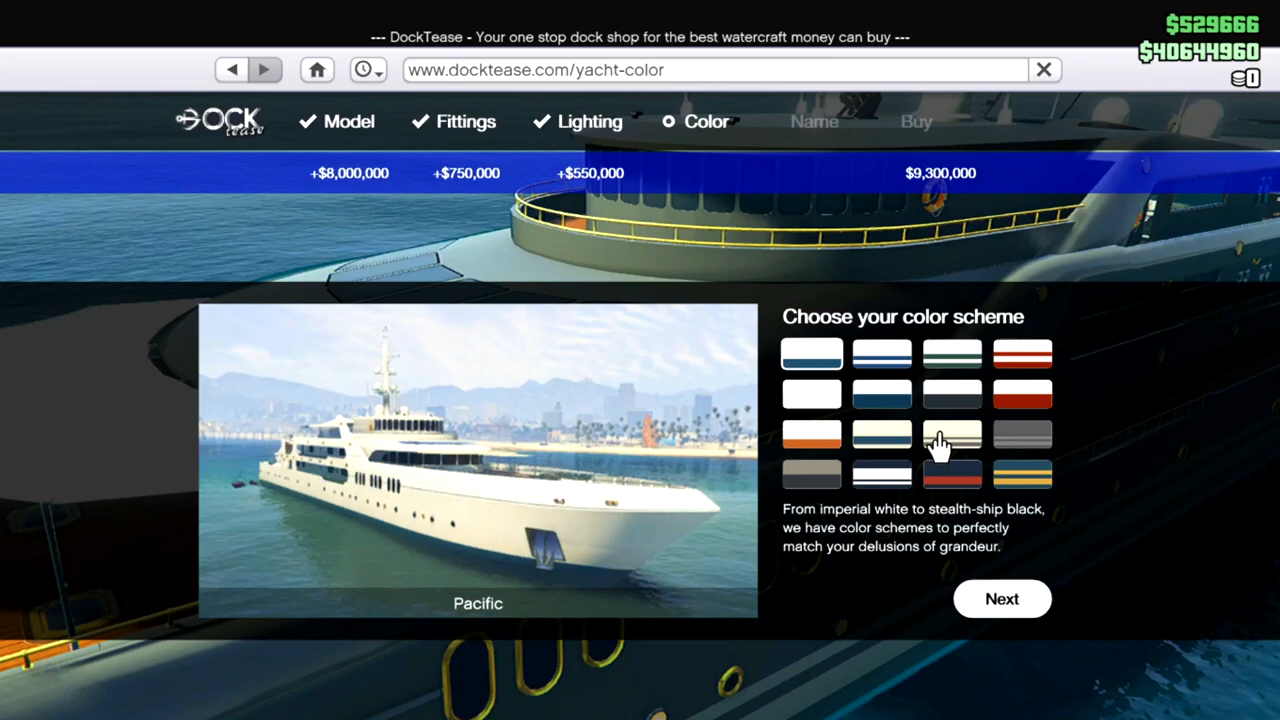 --- DockTease - Your one stop dock shop for the best watercraft money can buy ---
$529666
$40644960
0
www.docktease.com/yacht-color
DOCK
tease
Model
Fittings
Lighting
Color
Name
Buy
+$8,000,000
+$750,000
+$550,000
$9,300,000
Choose your color scheme
From imperial white to stealth-ship black,
we have color schemes to perfectly
match your delusions of grandeur.
Pacific
Next